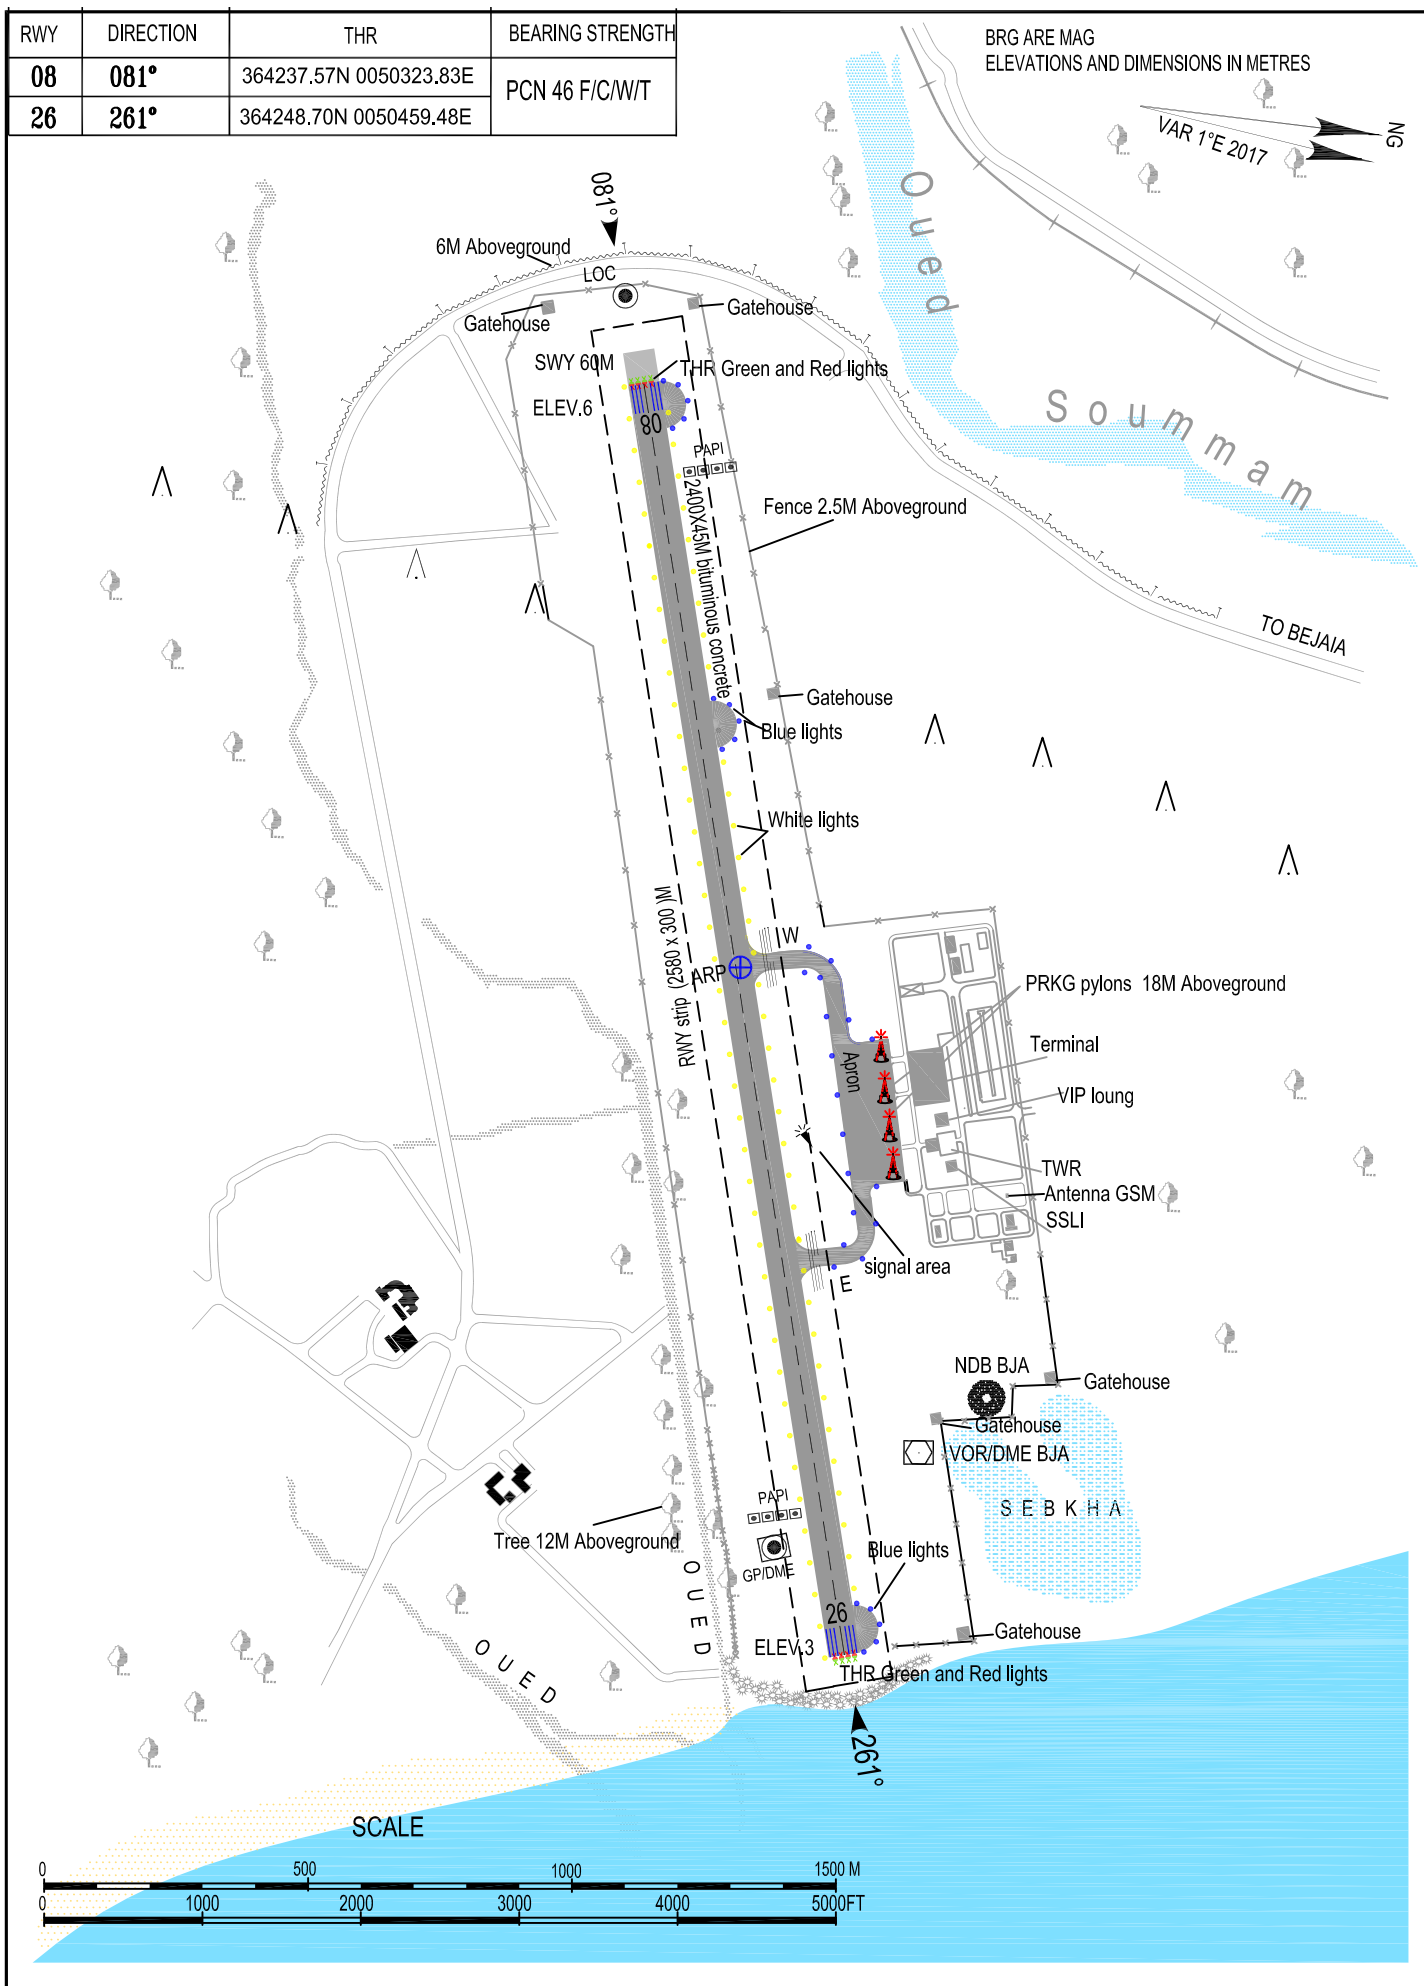 RWY DIRECTION THR BEARING STRENGTH
08 081° 364237.57N 0050323.83E PCN 46 F/C/W/T
26 261° 364248.70N 0050459.48E
BRG ARE MAG
ELEVATIONS AND DIMENSIONS IN METRES
VAR 1°E 2017
NG
Oued
Soummam
081°
6M Aboveground
LOC
Gatehouse
Gatehouse
SWY 60M
THR Green and Red lights
ELEV.6
80
PAPI
2400X45M bituminous concrete
Fence 2.5M Aboveground
TO BEJAIA
Gatehouse
Blue lights
White lights
RWY strip (2580 x 300 )M
W
ARP
PRKG pylons 18M Aboveground
Apron
Terminal
VIP loung
TWR
Antenna GSM
SSLI
signal area
E
NDB BJA
Gatehouse
Gatehouse
VOR/DME BJA
SEBKHA
PAPI
Tree 12M Aboveground
GP/DME
Blue lights
OUED
26
Gatehouse
ELEV.3
THR Green and Red lights
OUED
261°
SCALE
0 500 1000 1500 M
0 1000 2000 3000 4000 5000FT